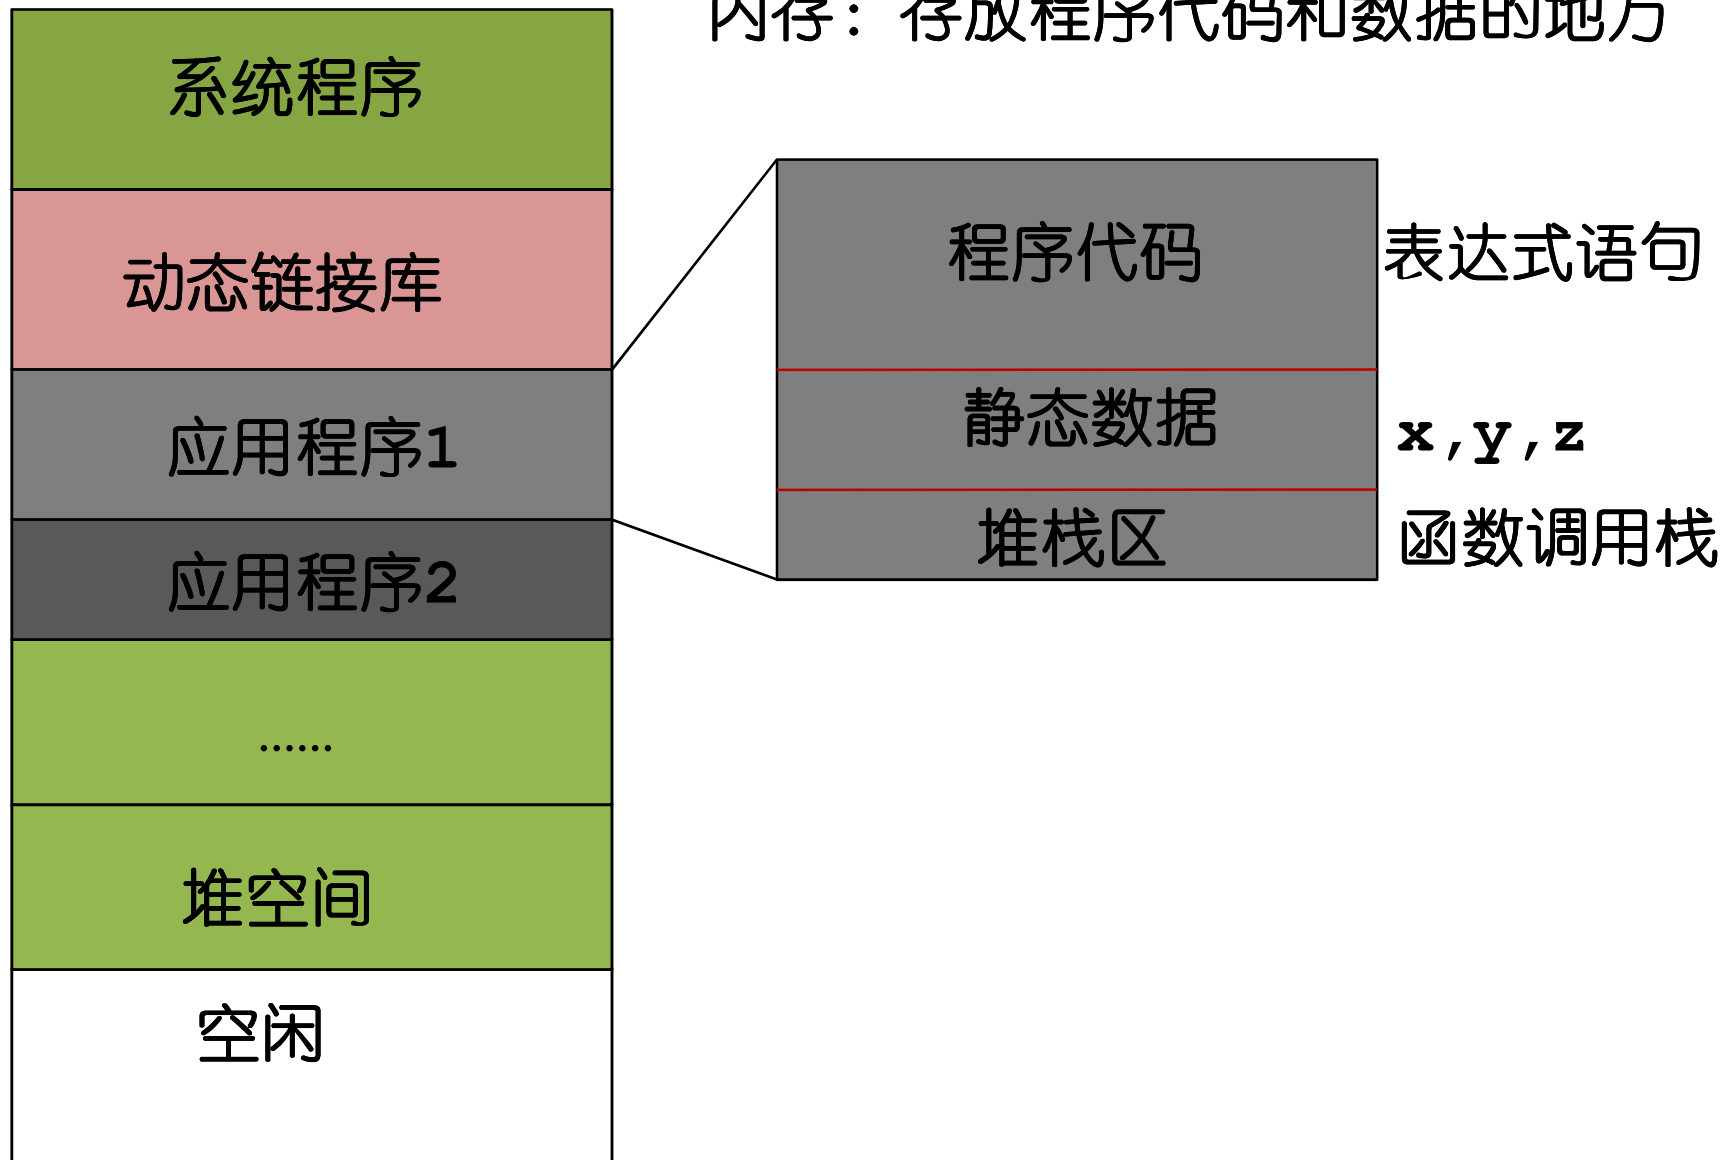 内存：存放程序代码和数据的地方
系统程序
动态链接库
应用程序1
应用程序2
......
堆空间
空闲
程序代码
表达式语句
静态数据
x,y,z
堆栈区
函数调用栈